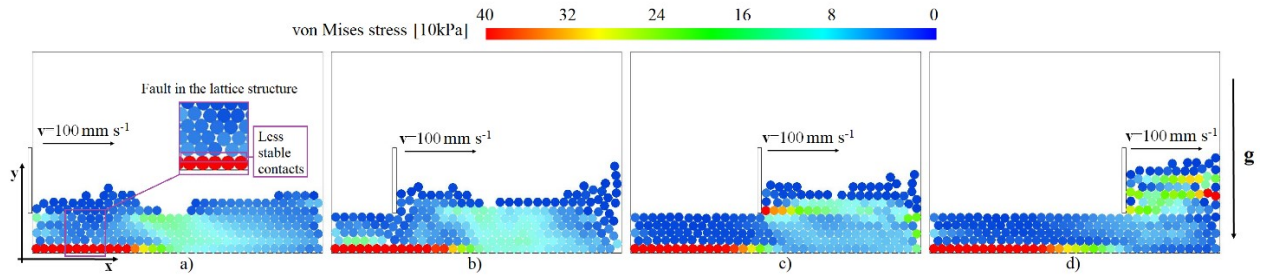 von Mises stress [10kPa]
40 32 24 16 8 0
Fault in the lattice structure
v=100 mm s-1
Less
stable
contacts
y
x
a)
v=100 mm s-1
b)
v=100 mm s-1
c)
v=100 mm s-1
d)
g